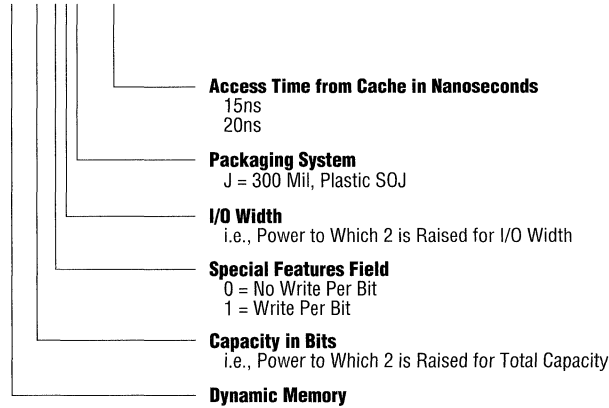 Access Time from Cache in Nanoseconds
15ns
20ns
Packaging System
J = 300 Mil, Plastic SOJ
I/O Width
i.e., Power to Which 2 is Raised for I/O Width
Special Features Field
0 = No Write Per Bit
1 = Write Per Bit
Capacity in Bits
i.e., Power to Which 2 is Raised for Total Capacity
Dynamic Memory